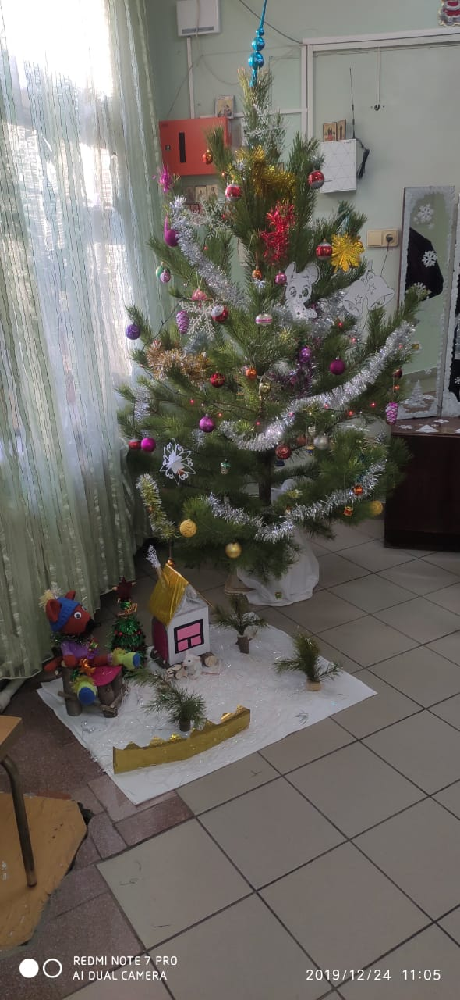 REDMI NOTE 7 PRO
AI DUAL CAMERA
2019/12/24 11:05